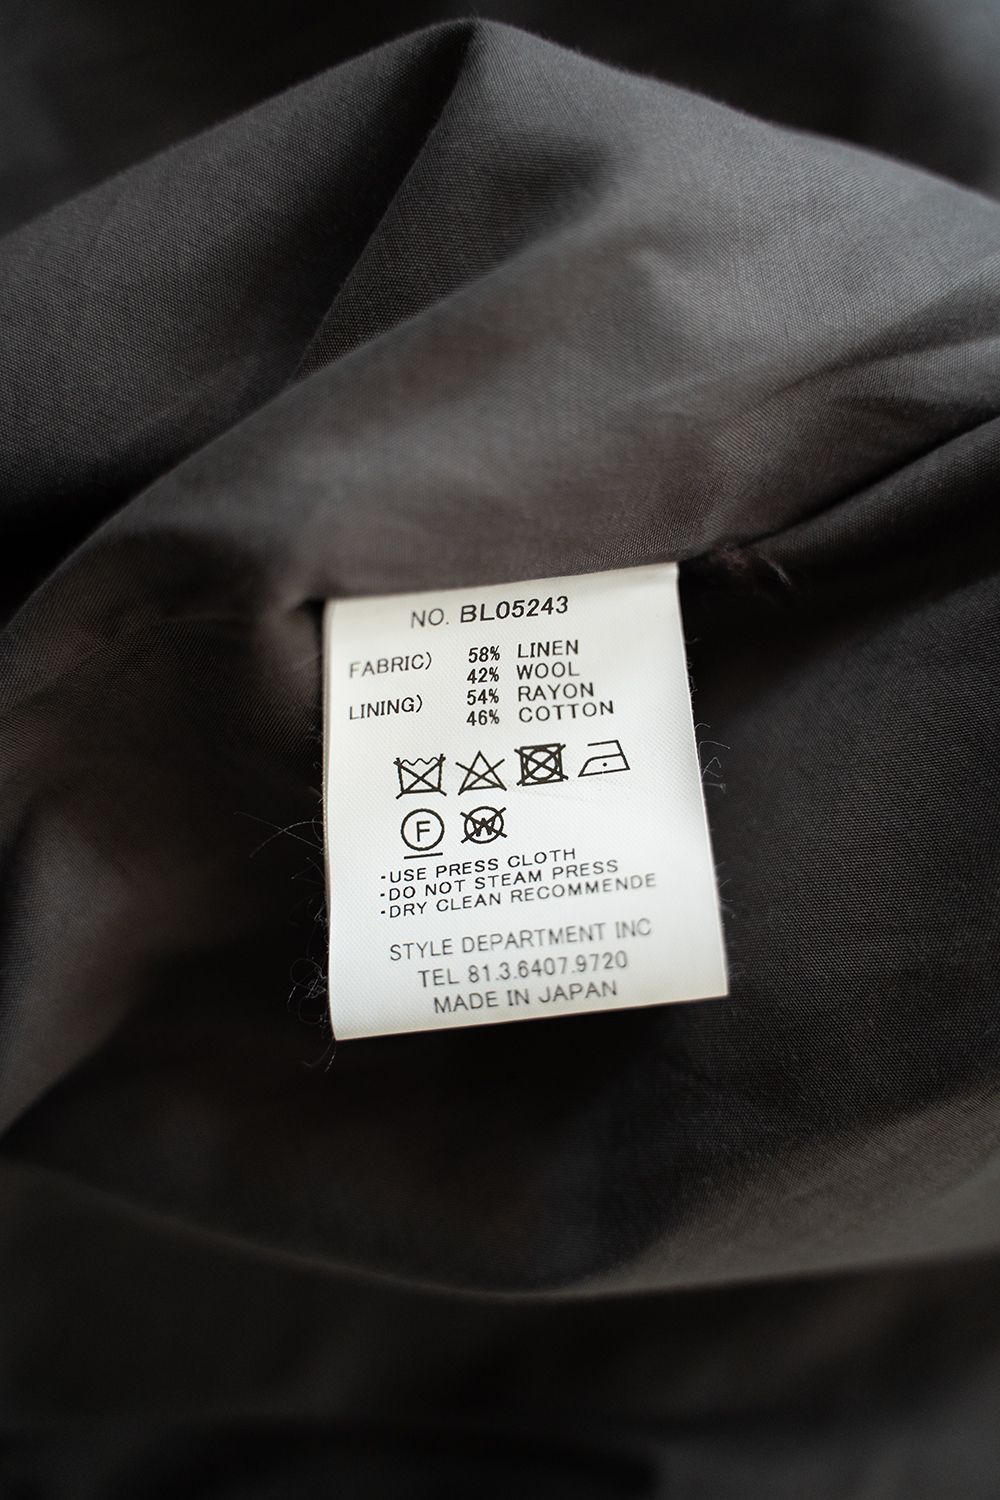 NO. BL05243
FABRIC) 58% LINEN
42% WOOL
LINING) 54% RAYON
46% COTTON
F W
·USE PRESS CLOTH
·DO NOT STEAM PRESS
·DRY CLEAN RECOMMENDE
STYLE DEPARTMENT INC
TEL 81.3.6407.9720
MADE IN JAPAN